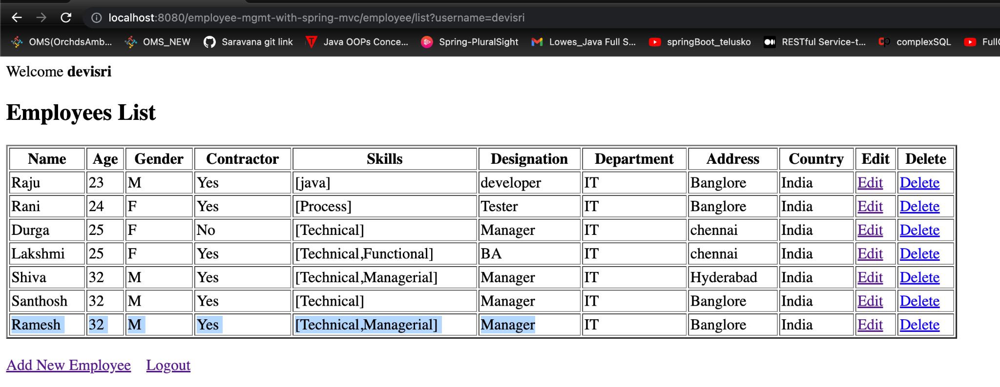 localhost:8080/employee-mgmt-with-spring-mvc/employee/list?username=devisri
OMS(OrchdsAmb... OMS_NEW Saravana git link Java OOPs Conce... Spring-PluralSight Lowes_Java Full S... springBoot_telusko RESTful Service-t... complexSQL
Welcome devisri
Employees List
Name Age Gender Contractor Skills Designation Department Address Country Edit Delete
Raju 23 M Yes [java] developer IT Banglore India Edit Delete
Rani 24 F Yes [Process] Tester IT Banglore India Edit Delete
Durga 25 F No [Technical] Manager IT chennai India Edit Delete
Lakshmi 25 F Yes [Technical,Functional] BA IT chennai India Edit Delete
Shiva 32 M Yes [Technical,Managerial] Manager IT Hyderabad India Edit Delete
Santhosh 32 M Yes [Technical] Manager IT Banglore India Edit Delete
Ramesh 32 M Yes [Technical,Managerial] Manager IT Banglore India Edit Delete
Add New Employee Logout